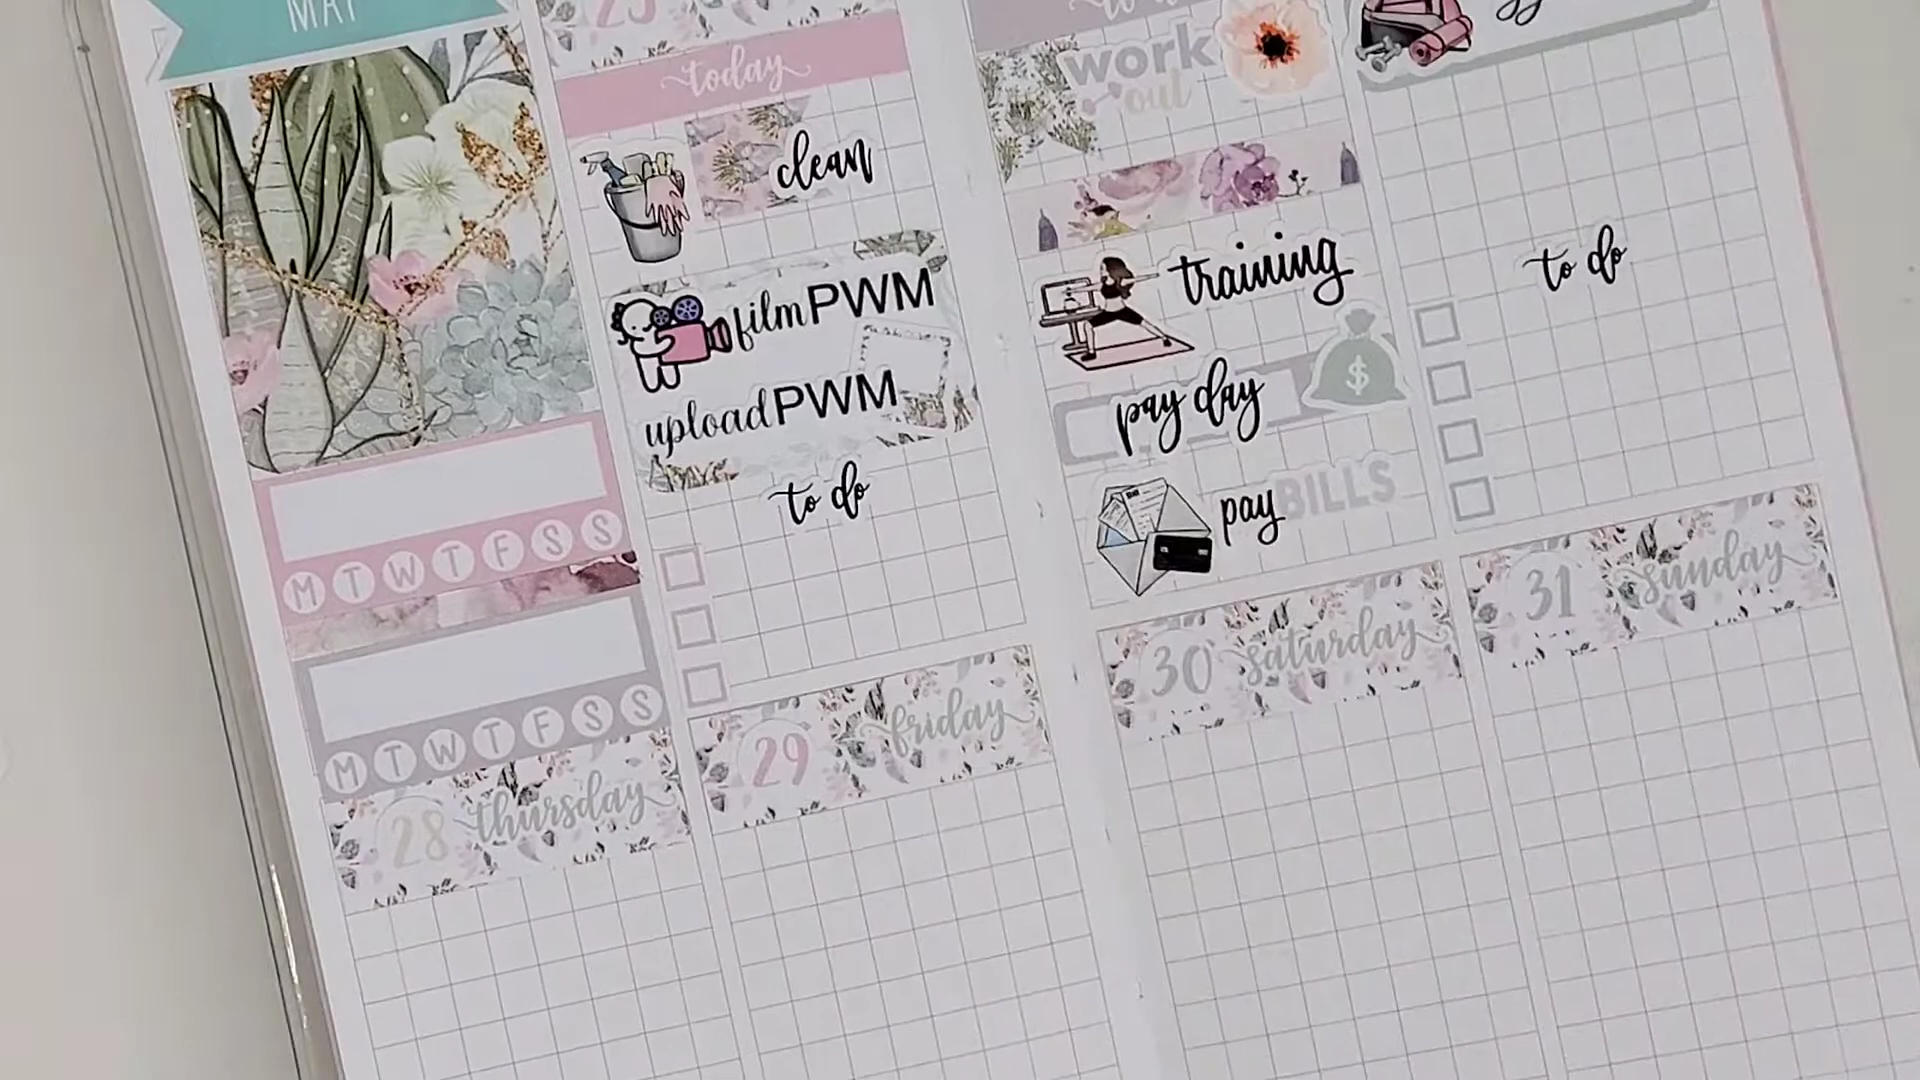 MAY
25
today
clean
film PWM
upload PWM
to do
M T W T F S S
M T W T F S S
work
out
training
$
pay day
pay BILLS
to do
28 thursday
29 friday
30 saturday
31 sunday